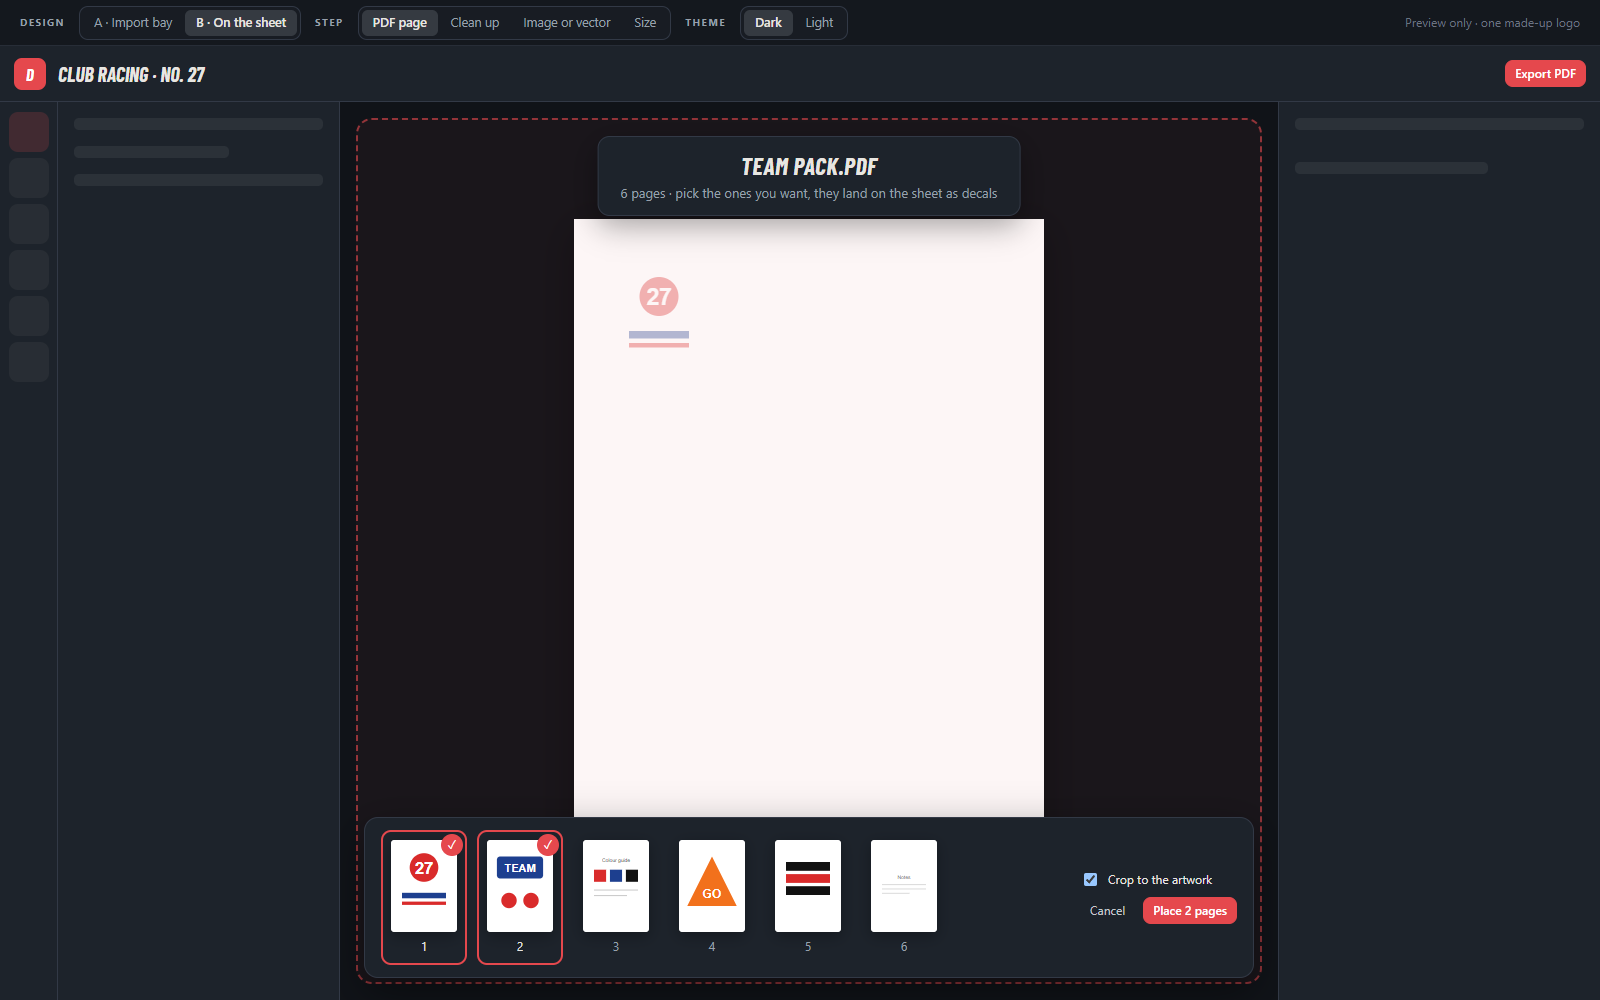 DESIGN
A · Import bay
B · On the sheet
STEP
PDF page
Clean up
Image or vector
Size
THEME
Dark
Light
Preview only · one made-up logo
D
CLUB RACING · NO. 27
Export PDF
TEAM PACK.PDF
6 pages · pick the ones you want, they land on the sheet as decals
27
27
TEAM
Colour guide
GO
Notes
1
2
3
4
5
6
Crop to the artwork
Cancel
Place 2 pages